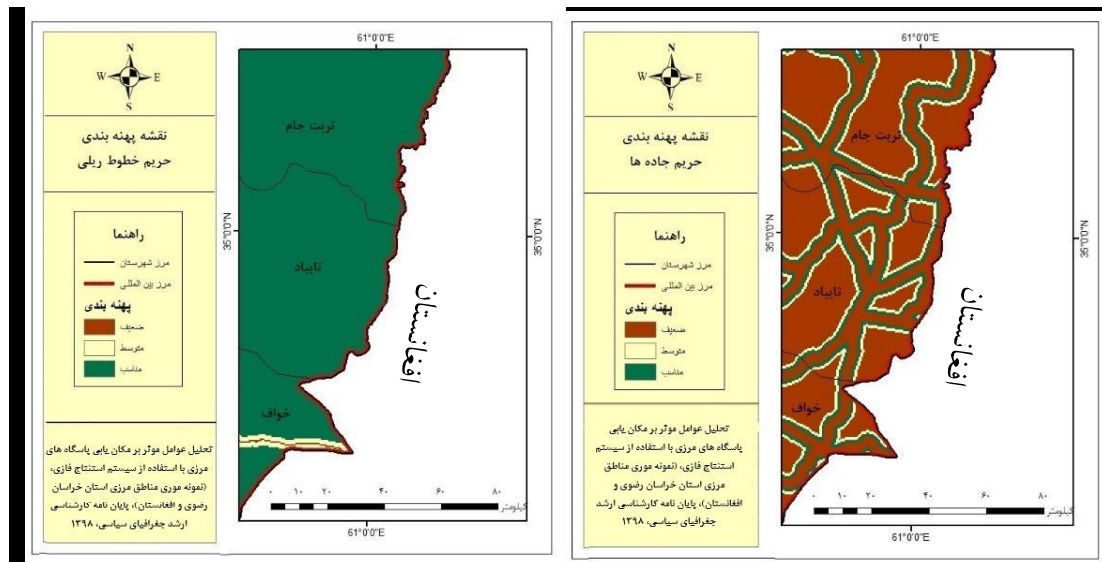 N
W E
S
نقشه پهنه بندی
حریم خطوط ریلی
راهنما
مرز شهرستان
مرز بین المللی
پهنه بندی
ضعیف
متوسط
مناسب
تحلیل عوامل موثر بر مکان یابی پاسگاه های
مرزی با استفاده از سیستم استنتاج فازی،
(نمونه موری مناطق مرزی استان خراسان
رضوی و افغانستان)، پایان نامه کارشناسی
ارشد جغرافیای سیاسی، ۱۳۹۸
61°0'0"E
35°0'0"N
تربت جام
تایباد
خواف
افغانستان
۰ ۱۰ ۲۰ ۴۰ ۶۰ ۸۰
کیلومتر
61°0'0"E
35°0'0"N
N
W E
S
نقشه پهنه بندی
حریم جاده ها
راهنما
مرز شهرستان
مرز بین المللی
پهنه بندی
ضعیف
متوسط
مناسب
تحلیل عوامل موثر بر مکان یابی
پاسگاه های مرزی با استفاده از سیستم
استنتاج فازی، (نمونه موری مناطق
مرزی استان خراسان رضوی و
افغانستان)، پایان نامه کارشناسی ارشد
جغرافیای سیاسی، ۱۳۹۸
61°0'0"E
35°0'0"N
تربت جام
تایباد
خواف
افغانستان
۰ ۱۰ ۲۰ ۴۰ ۶۰ ۸۰
کیلومتر
61°0'0"E
35°0'0"N